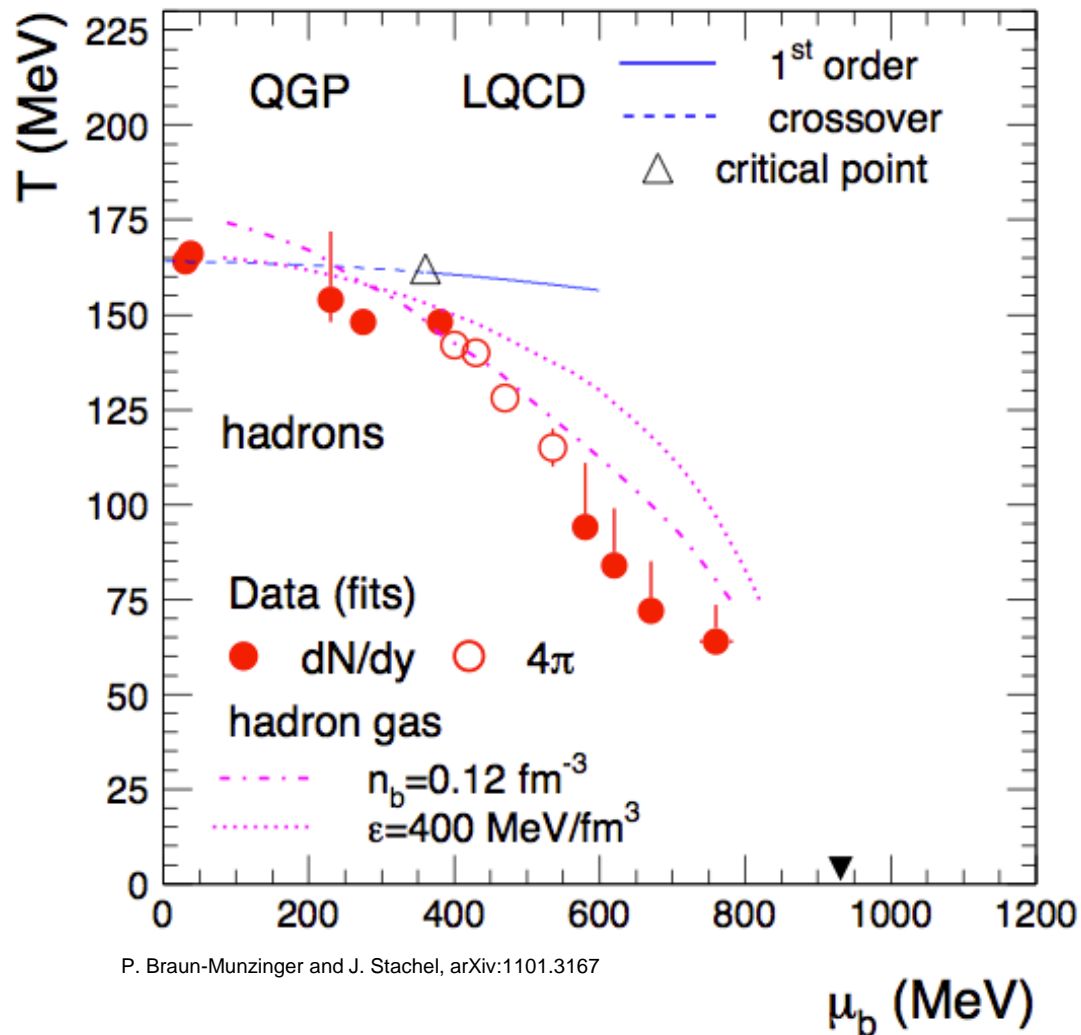 T (MeV)
225
200
175
150
125
100
75
50
25
0
QGP LQCD
1st order
crossover
critical point
hadrons
Data (fits)
dN/dy 4π
hadron gas
n_b=0.12 fm⁻³
ε=400 MeV/fm³
0 200 400 600 800 1000 1200
P. Braun-Munzinger and J. Stachel, arXiv:1101.3167
μ_b (MeV)